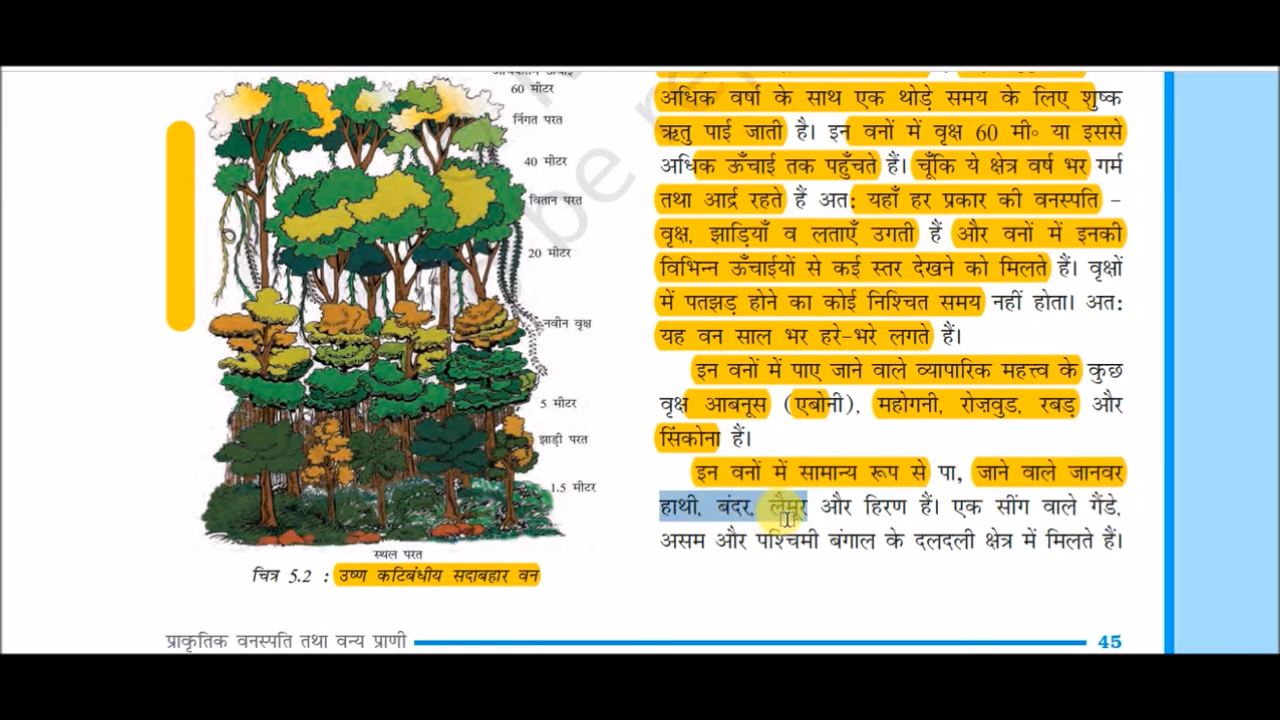 60 मीटर
निंगत परत
40 मीटर
वितान परत
20 मीटर
नवीन वृक्ष
5 मीटर
झाड़ी परत
1.5 मीटर
स्थल परत
चित्र 5.2 : उष्ण कटिबंधीय सदाबहार वन
अधिक वर्षा के साथ एक थोड़े समय के लिए शुष्क
ऋतु पाई जाती है। इन वनों में वृक्ष 60 मी० या इससे
अधिक ऊँचाई तक पहुँचते हैं। चूँकि ये क्षेत्र वर्ष भर गर्म
तथा आर्द्र रहते हैं अत: यहाँ हर प्रकार की वनस्पति –
वृक्ष, झाड़ियाँ व लताएँ उगती हैं और वनों में इनकी
विभिन्न ऊँचाईयों से कई स्तर देखने को मिलते हैं। वृक्षों
में पतझड़ होने का कोई निश्चित समय नहीं होता। अत:
यह वन साल भर हरे-भरे लगते हैं।
इन वनों में पाए जाने वाले व्यापारिक महत्त्व के कुछ
वृक्ष आबनूस (एबोनी), महोगनी, रोजवुड, रबड़ और
सिंकोना हैं।
इन वनों में सामान्य रूप से पा, जाने वाले जानवर
हाथी, बंदर, लैमूर और हिरण हैं। एक सींग वाले गैंडे,
असम और पश्चिमी बंगाल के दलदली क्षेत्र में मिलते हैं।
प्राकृतिक वनस्पति तथा वन्य प्राणी
45